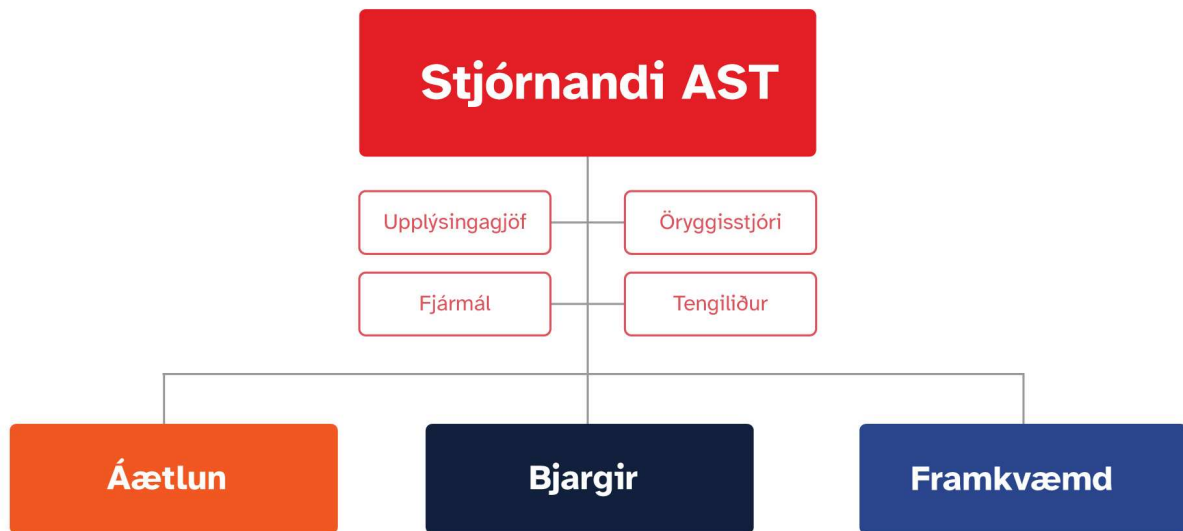 Stjórnandi AST
Upplýsingagjöf
Öryggisstjóri
Fjármál
Tengiliður
Áætlun
Bjargir
Framkvæmd